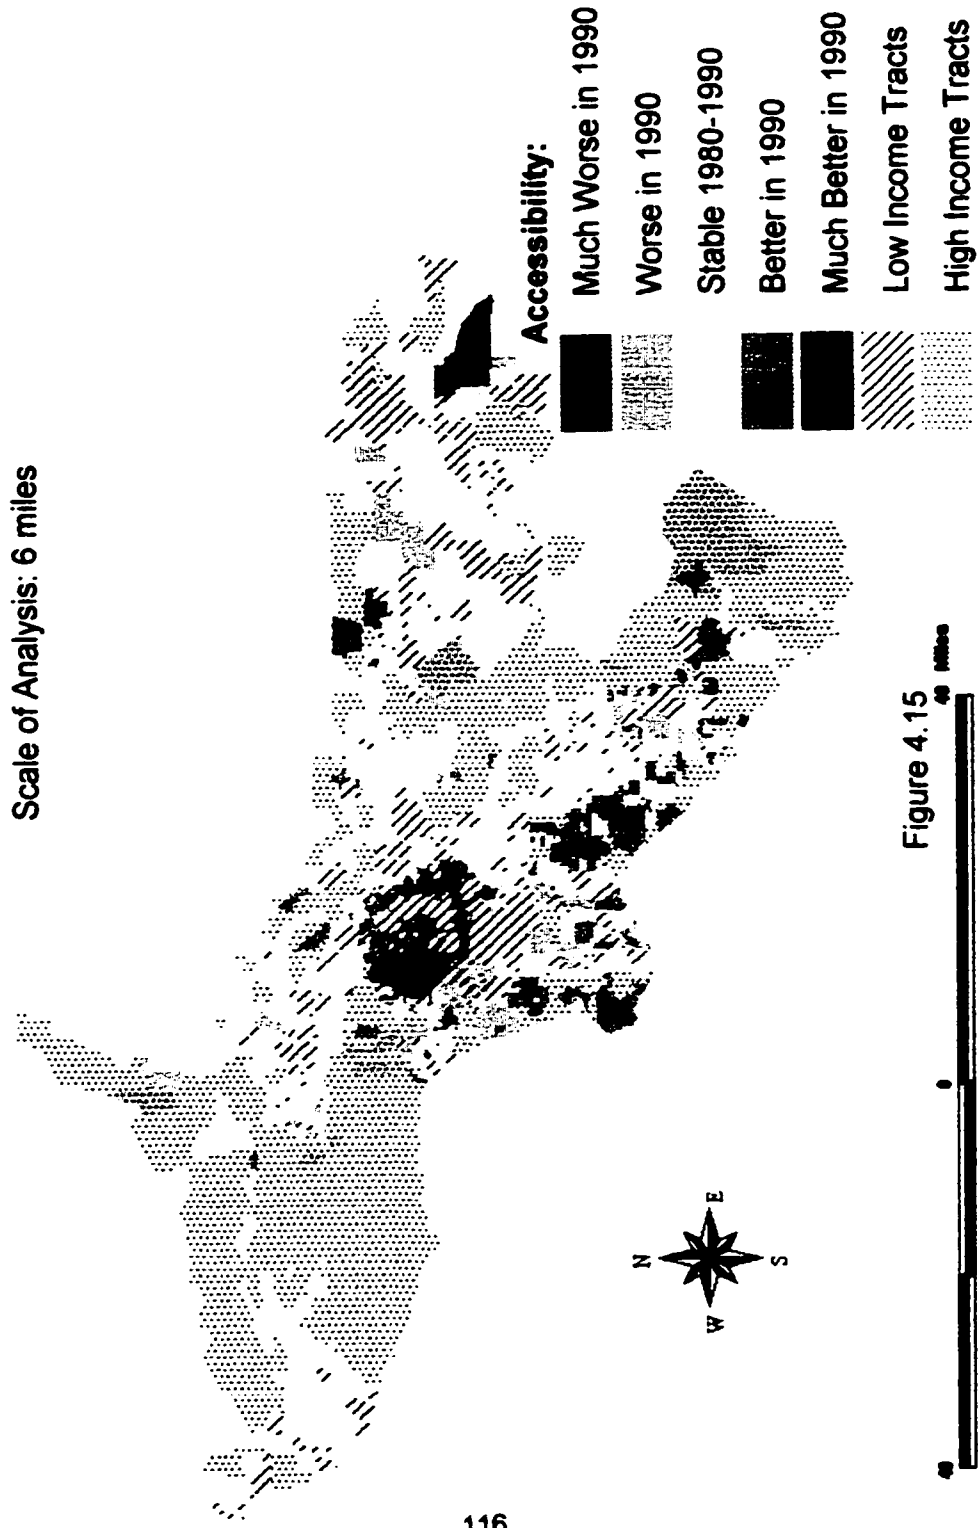 Scale of Analysis: 6 miles
Accessibility:
Much Worse in 1990
Worse in 1990
Stable 1980-1990
Better in 1990
Much Better in 1990
Low Income Tracts
High Income Tracts
N
W E
S
40 0 40 Miles
Figure 4.15
116